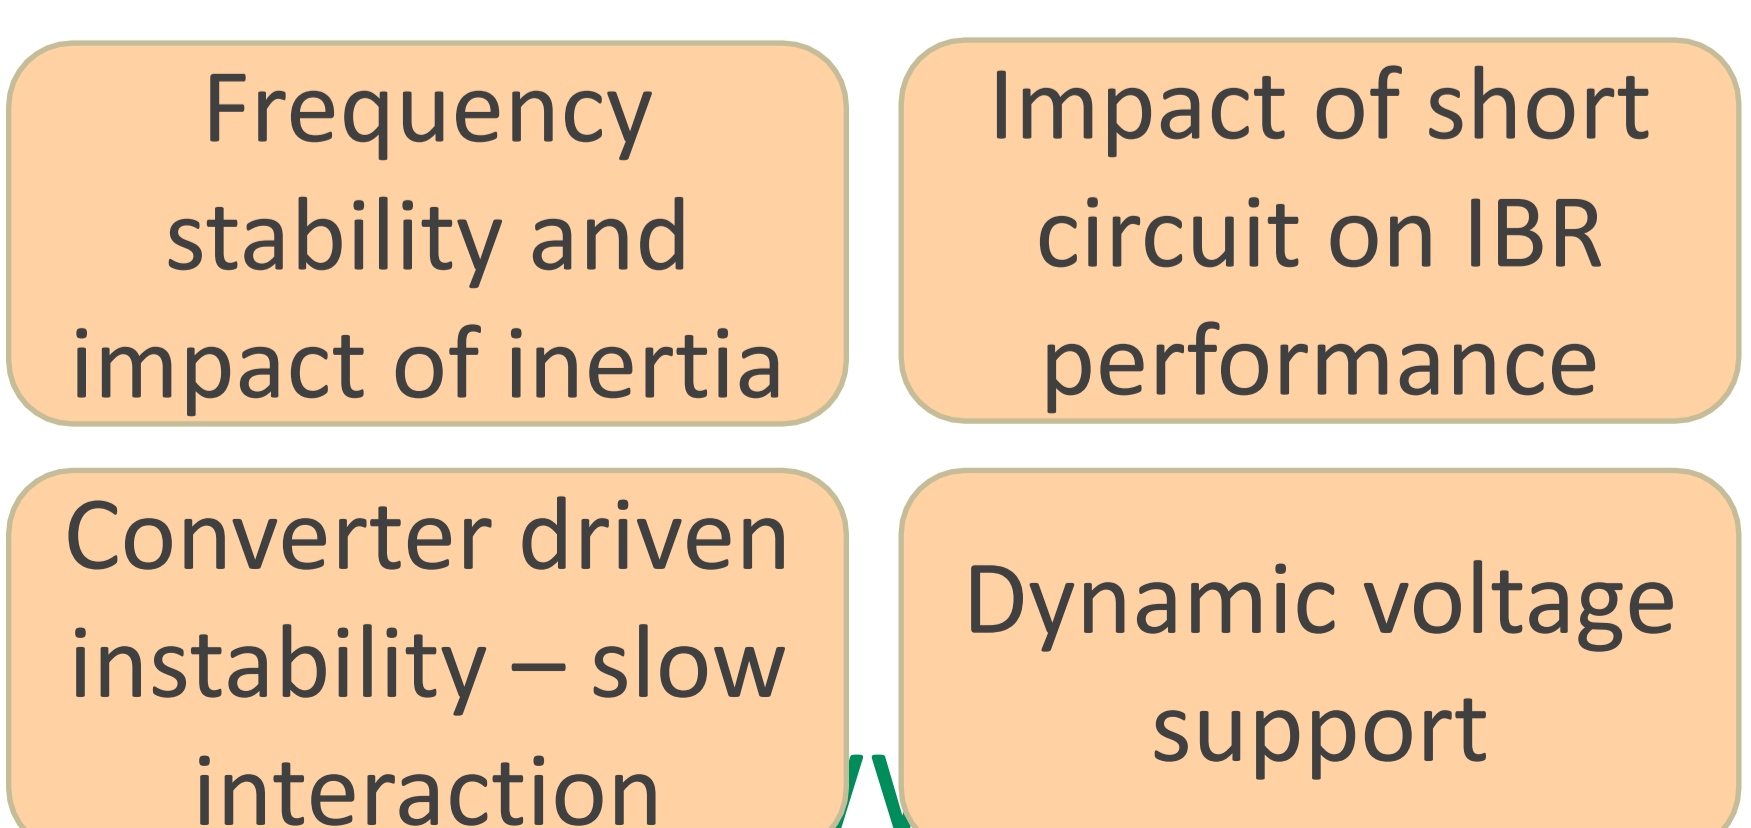 Frequency
stability and
impact of inertia
Impact of short
circuit on IBR
performance
Converter driven
instability – slow
interaction
Dynamic voltage
support